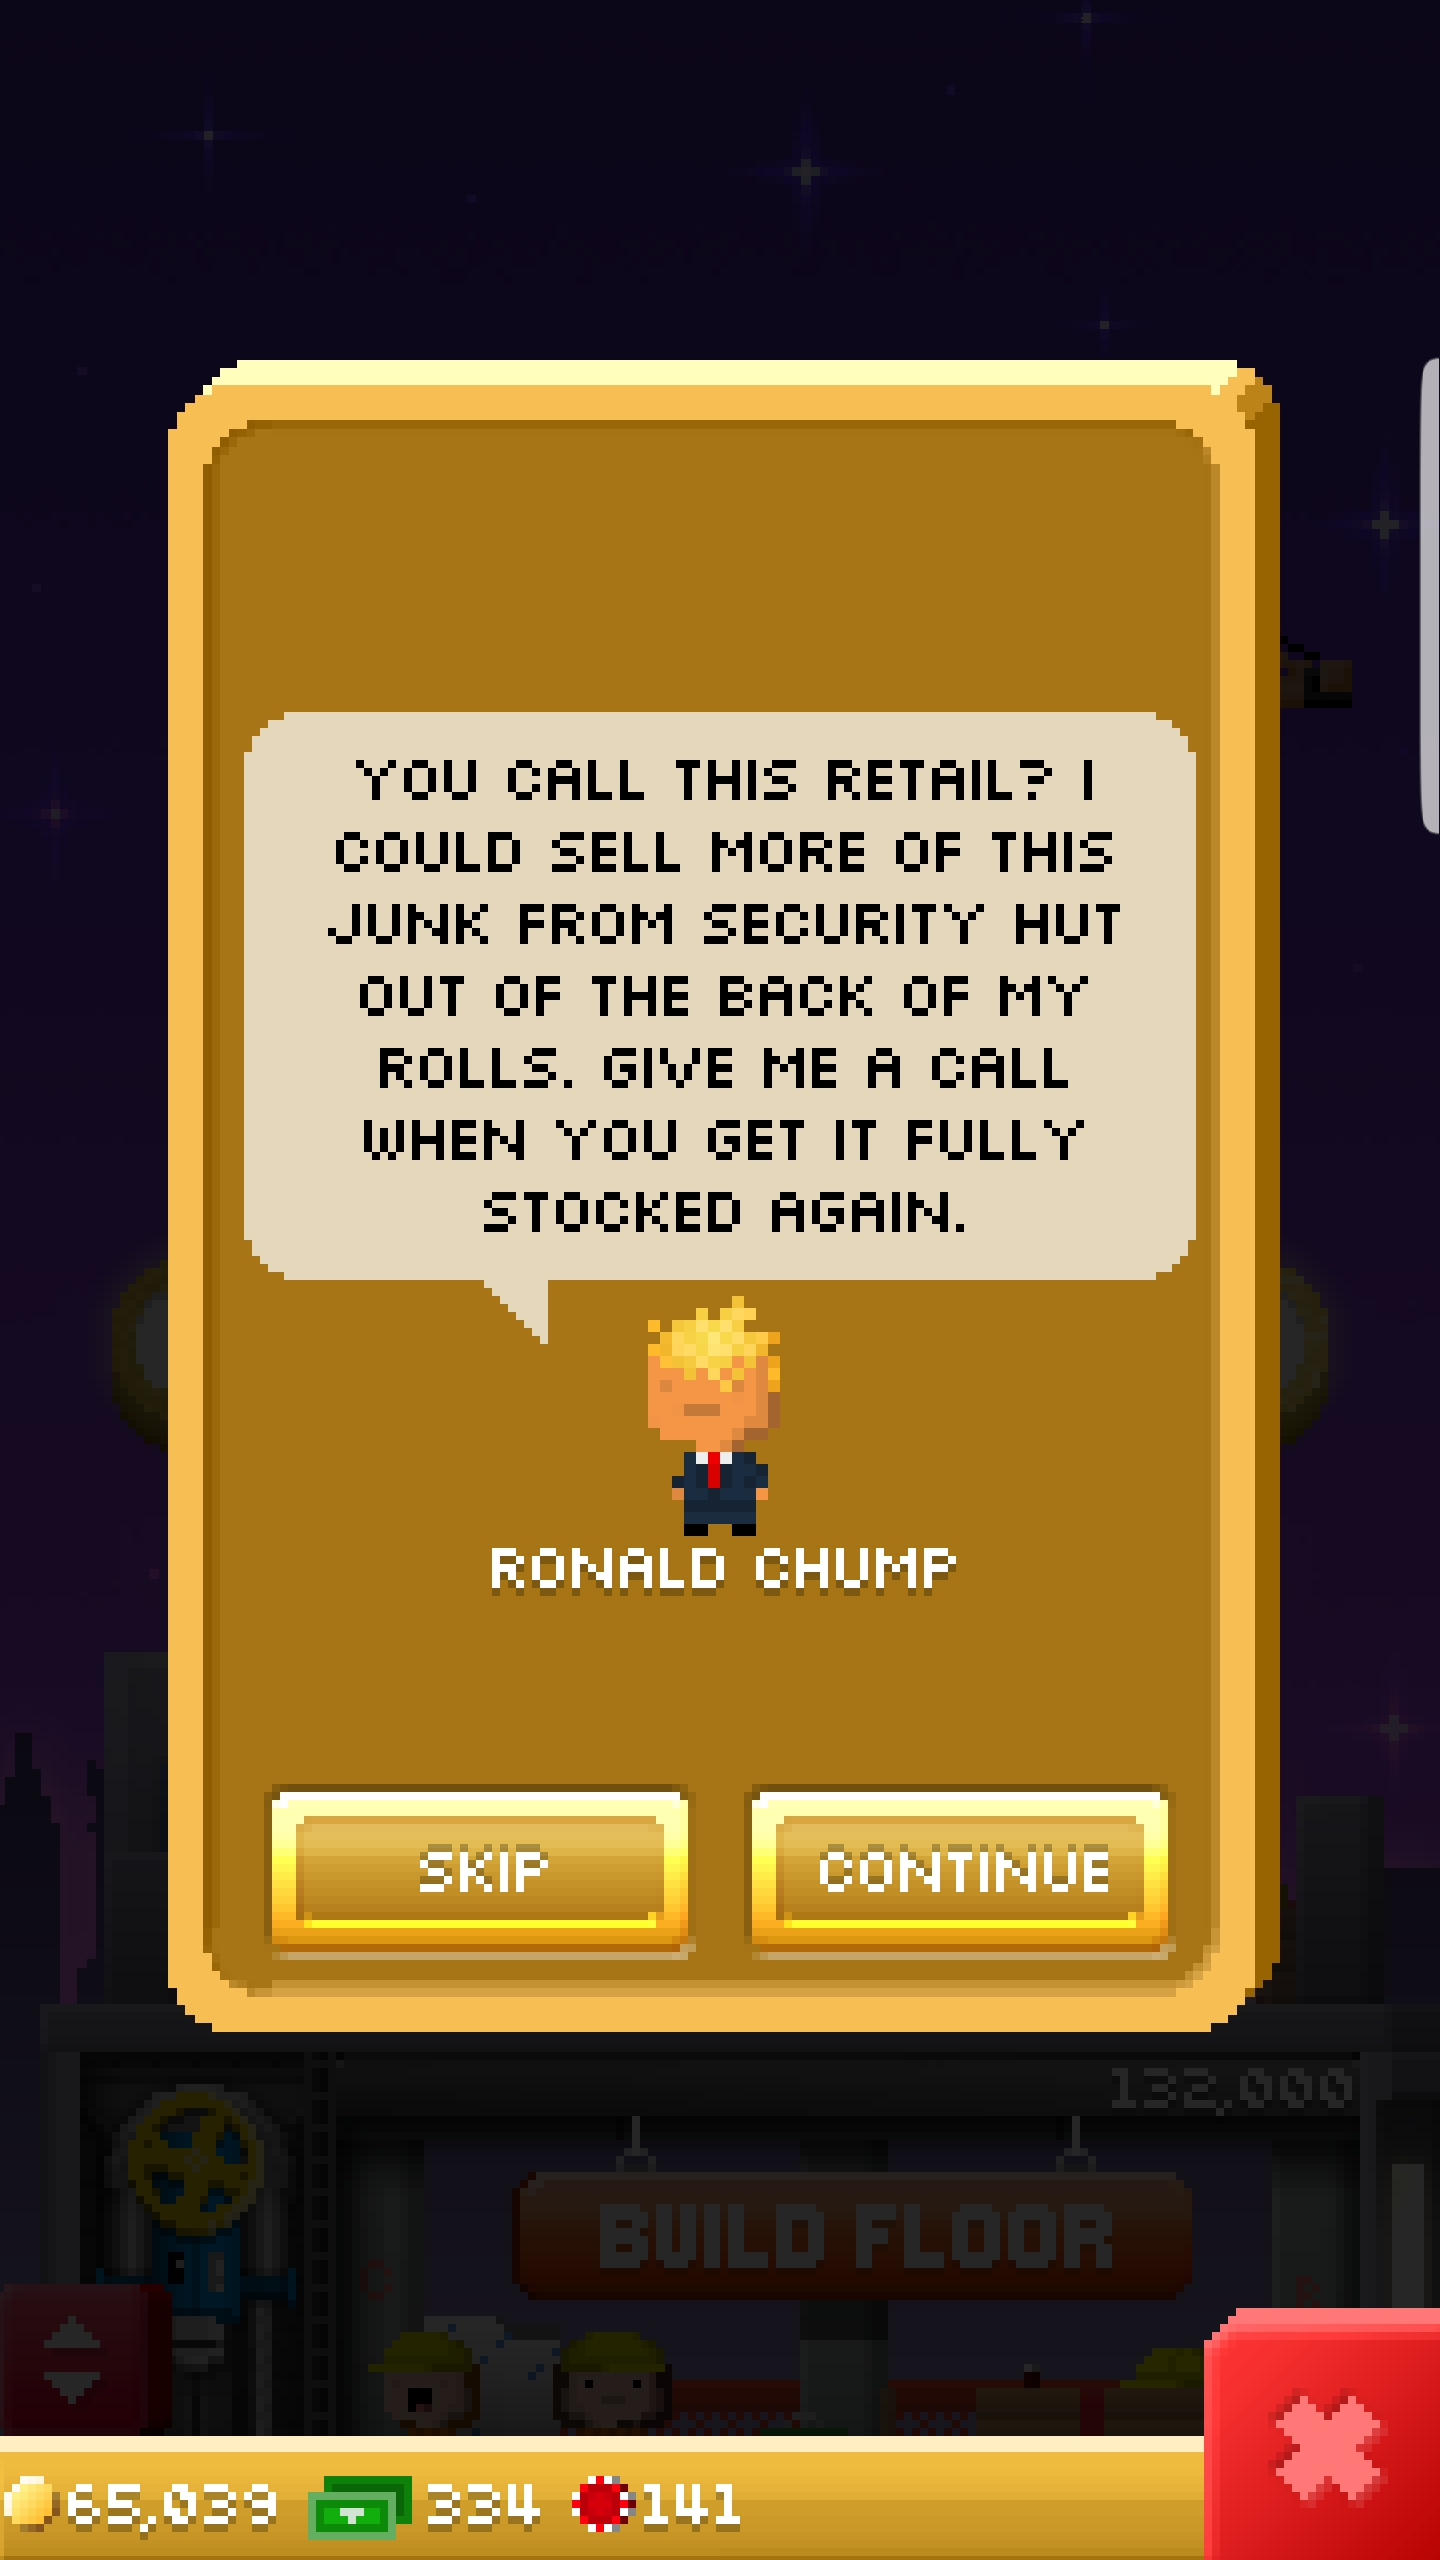 YOU CALL THIS RETAIL? I
COULD SELL MORE OF THIS
JUNK FROM SECURITY HUT
OUT OF THE BACK OF MY
ROLLS. GIVE ME A CALL
WHEN YOU GET IT FULLY
STOCKED AGAIN.
RONALD CHUMP
SKIP
CONTINUE
132,000
BUILD FLOOR
C
R
65,039
334
141